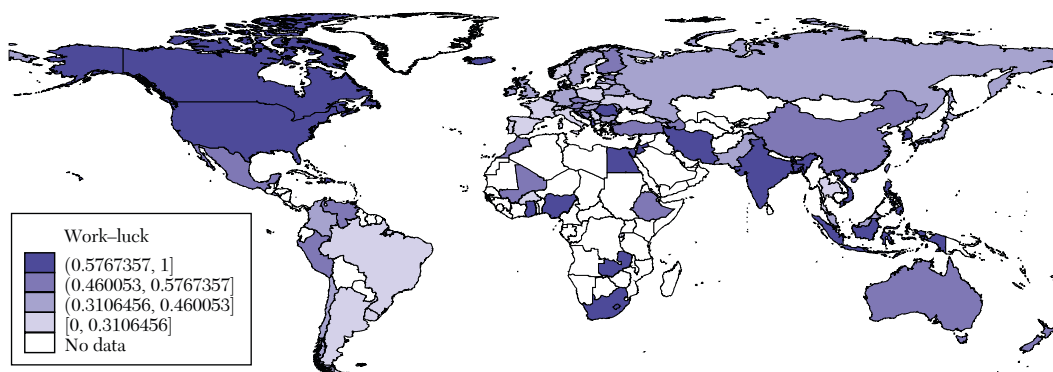 Work–luck
(0.5767357, 1]
(0.460053, 0.5767357]
(0.3106456, 0.460053]
[0, 0.3106456]
No data